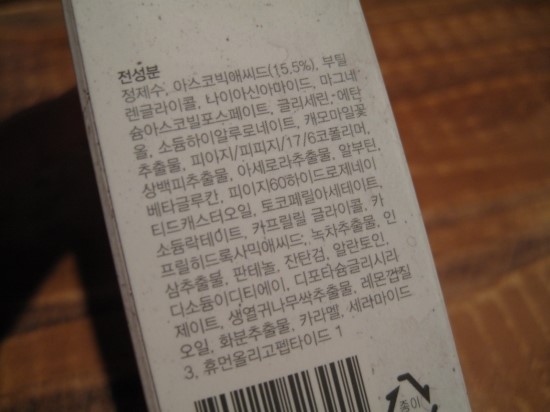 전성분
정제수, 아스코빅애씨드(15.5%), 부틸
렌글라이콜, 나이아신아마이드, 마그네
슘아스코빌포스페이트, 글리세린, 에탄
올, 소듐하이알루로네이트, 캐모마일꽃
추출물, 피이지/피피지/17/6코폴리머,
상백피추출물, 아세로라추출물, 알부틴,
베타글루칸, 피이지60하이드로제네이
티드캐스터오일, 토코페릴아세테이트,
소듐락테이트, 카프릴릴 글라이콜, 카
프릴히드록사믹애씨드, 녹차추출물, 인
삼추출물, 판테놀, 잔탄검, 알란토인,
디소듐이디티에이, 디포타슘글리시리
제이트, 생열귀나무싹추출물, 레몬껍질
오일, 화분추출물, 카라멜, 세라마이드
3, 휴먼올리고펩타이드 1
종이